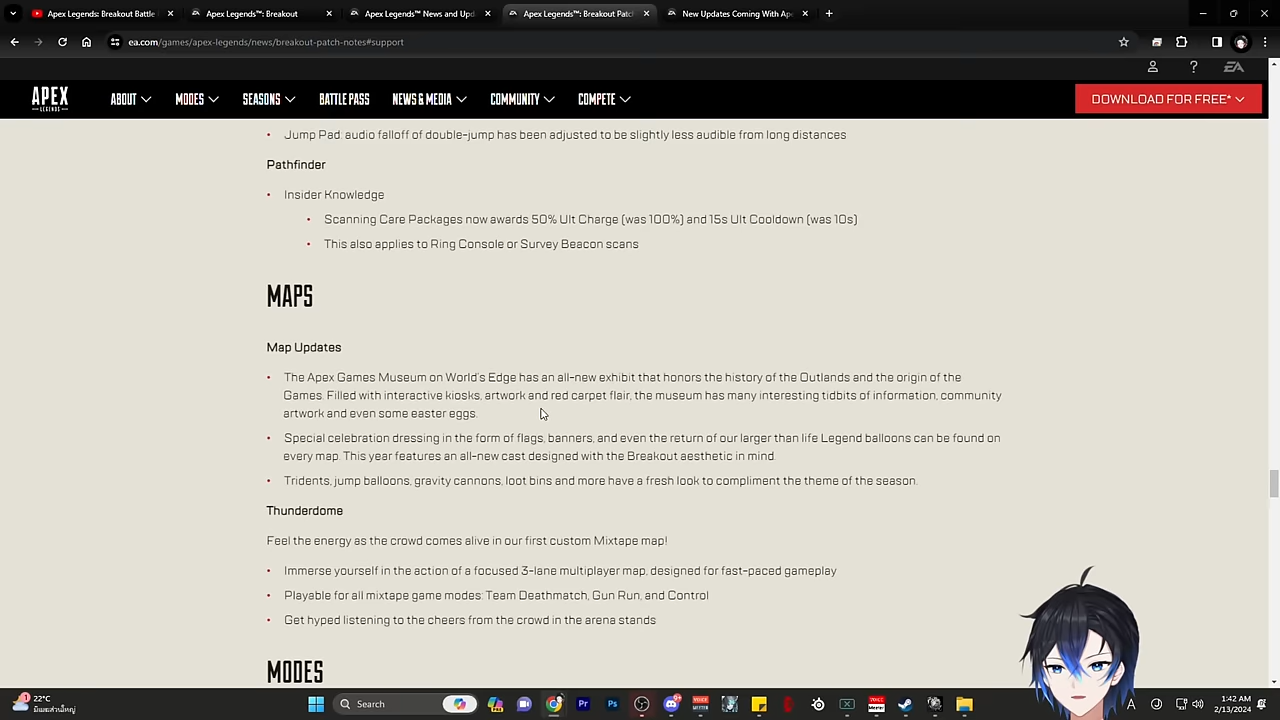 Apex Legends: Breakout Battle
Apex Legends™: Breakout
Apex Legends™ News and Upd
Apex Legends™: Breakout Patc
New Updates Coming With Ape
ea.com/games/apex-legends/news/breakout-patch-notes#support
EA
APEX
LEGENDS
ABOUT
MODES
SEASONS
BATTLE PASS
NEWS & MEDIA
COMMUNITY
COMPETE
DOWNLOAD FOR FREE*
• Jump Pad: audio falloff of double-jump has been adjusted to be slightly less audible from long distances
Pathfinder
• Insider Knowledge
• Scanning Care Packages now awards 50% Ult Charge (was 100%) and 15s Ult Cooldown (was 10s)
• This also applies to Ring Console or Survey Beacon scans
MAPS
Map Updates
• The Apex Games Museum on World's Edge has an all-new exhibit that honors the history of the Outlands and the origin of the
Games. Filled with interactive kiosks, artwork and red carpet flair, the museum has many interesting tidbits of information, community
artwork and even some easter eggs.
• Special celebration dressing in the form of flags, banners, and even the return of our larger than life Legend balloons can be found on
every map. This year features an all-new cast designed with the Breakout aesthetic in mind.
• Tridents, jump balloons, gravity cannons, loot bins and more have a fresh look to compliment the theme of the season.
Thunderdome
Feel the energy as the crowd comes alive in our first custom Mixtape map!
• Immerse yourself in the action of a focused 3-lane multiplayer map, designed for fast-paced gameplay
• Playable for all mixtape game modes: Team Deathmatch, Gun Run, and Control
• Get hyped listening to the cheers from the crowd in the arena stands
MODES
22°C
Search
Pr
Ps
A
1:42 AM
2/13/2024